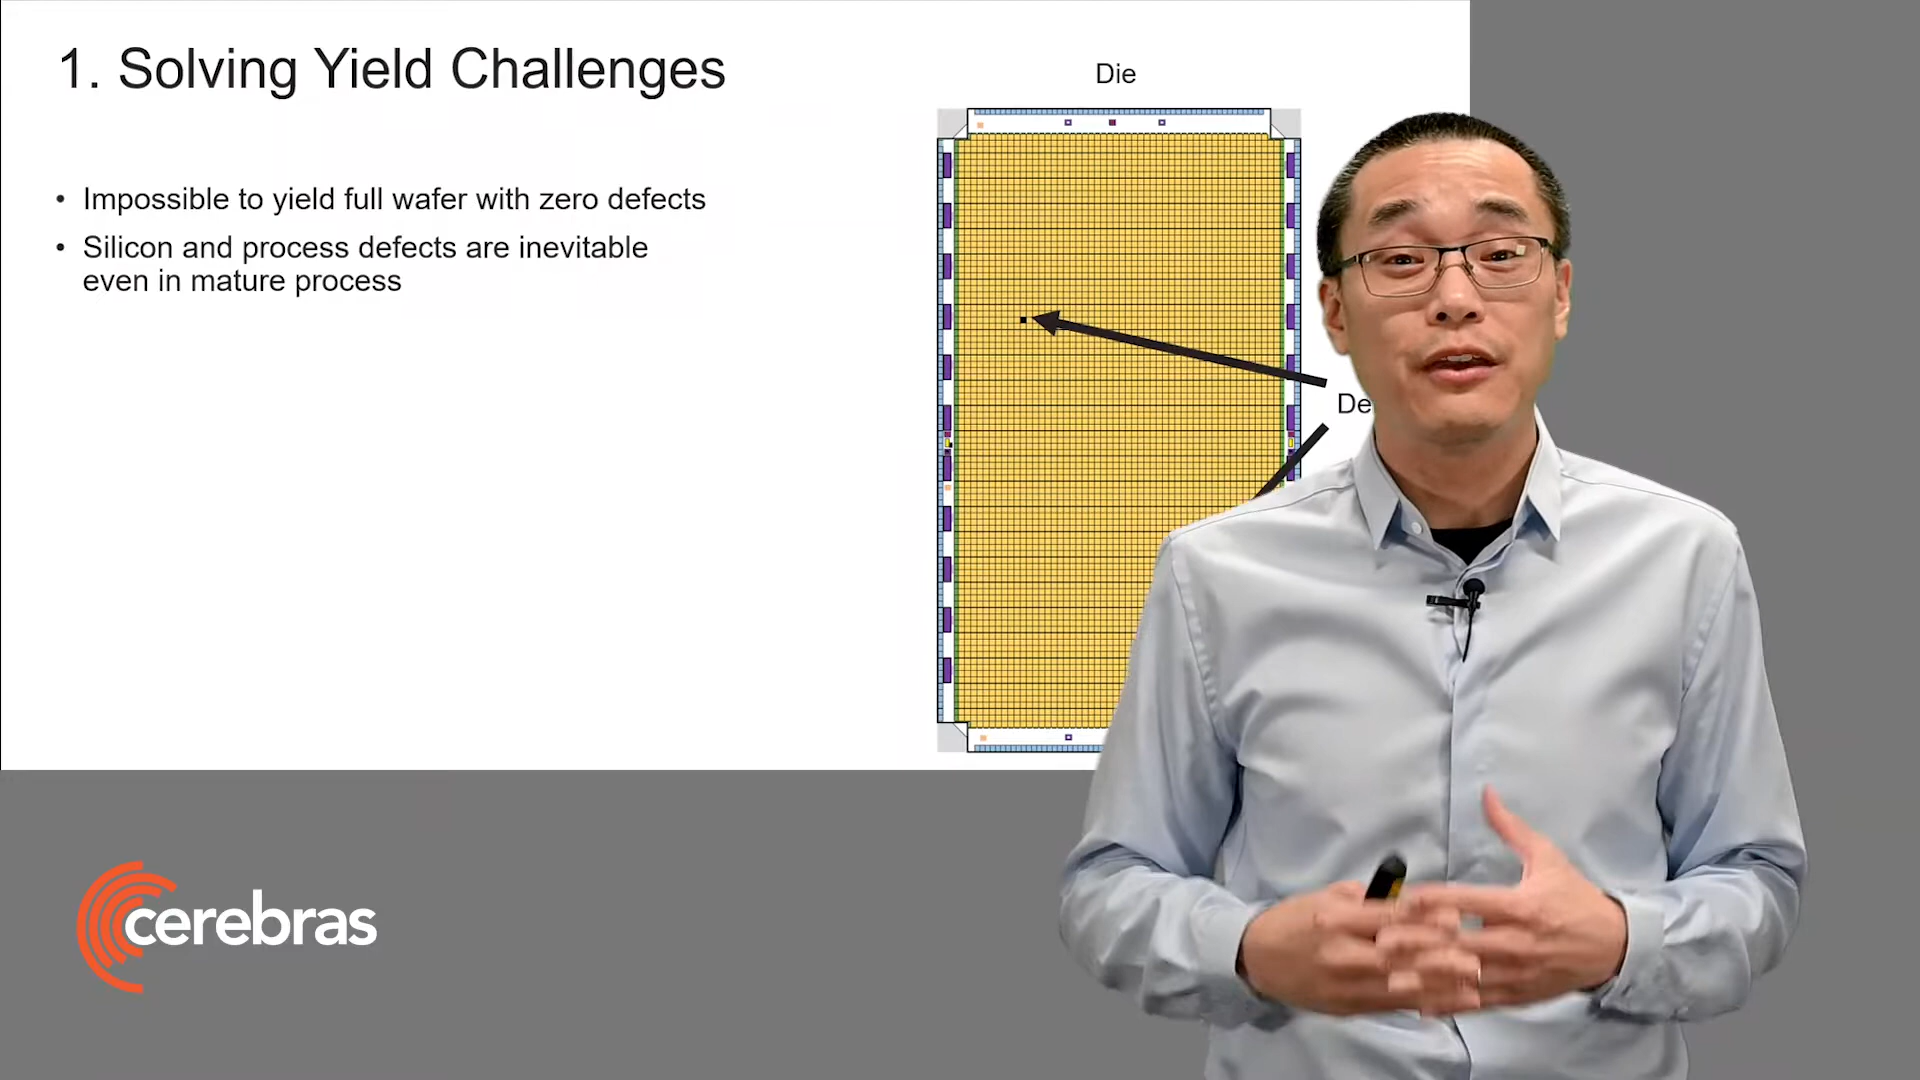 1. Solving Yield Challenges
• Impossible to yield full wafer with zero defects
• Silicon and process defects are inevitable
even in mature process
Die
cerebras